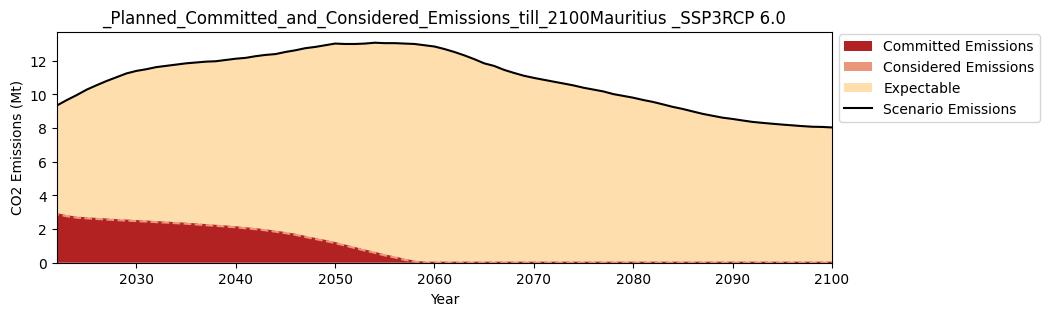 _Planned_Committed_and_Considered_Emissions_till_2100Mauritius _SSP3RCP 6.0
Committed Emissions
Considered Emissions
Expectable
Scenario Emissions
CO2 Emissions (Mt)
12
10
8
6
4
2
0
2030 2040 2050 2060 2070 2080 2090 2100
Year